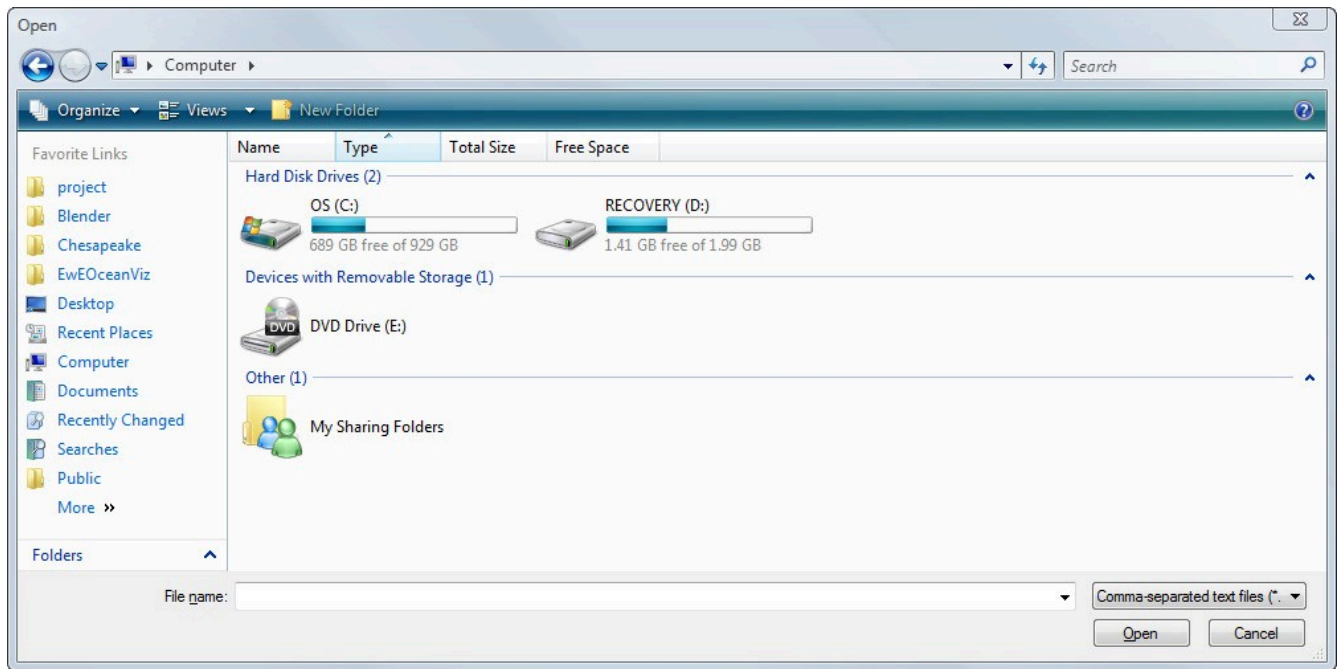 Open
Computer
Search
Organize Views New Folder
Favorite Links
project
Blender
Chesapeake
EwEOceanViz
Desktop
Recent Places
Computer
Documents
Recently Changed
Searches
Public
More »
Folders
Name Type Total Size Free Space
Hard Disk Drives (2)
OS (C:)
689 GB free of 929 GB
RECOVERY (D:)
1.41 GB free of 1.99 GB
Devices with Removable Storage (1)
DVD
DVD Drive (E:)
Other (1)
My Sharing Folders
File name:
Comma-separated text files (*.
Open Cancel